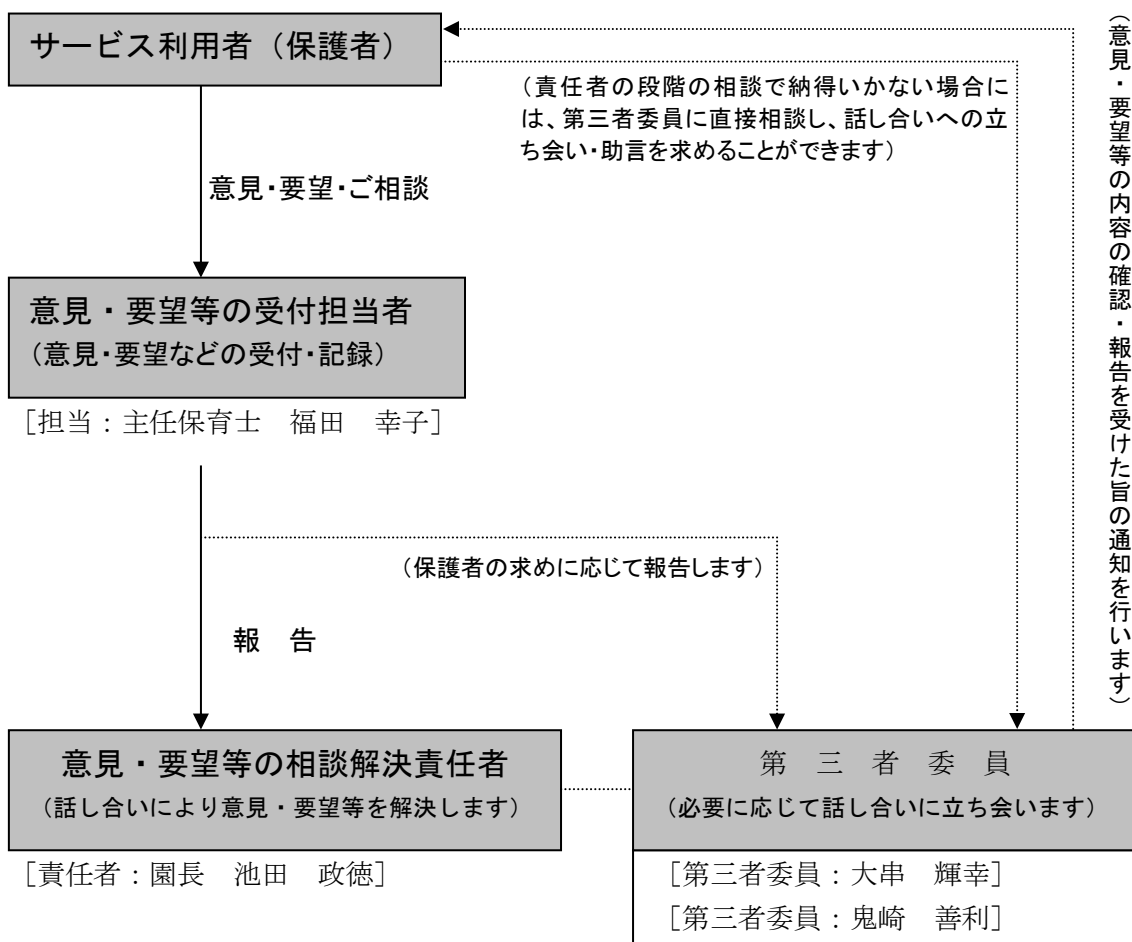 サービス利用者（保護者）
（責任者の段階の相談で納得いかない場合に
は、第三者委員に直接相談し、話し合いへの立
ち会い・助言を求めることができます）
意見・要望・ご相談
意見・要望等の受付担当者
（意見・要望などの受付・記録）
［担当：主任保育士　福田　幸子］
（保護者の求めに応じて報告します）
報　告
意見・要望等の相談解決責任者
（話し合いにより意見・要望等を解決します）
［責任者：園長　池田　政徳］
第　三　者　委　員
（必要に応じて話し合いに立ち会います）
［第三者委員：大串　輝幸］
［第三者委員：鬼崎　善利］
（意見・要望等の内容の確認・報告を受けた旨の通知を行います）